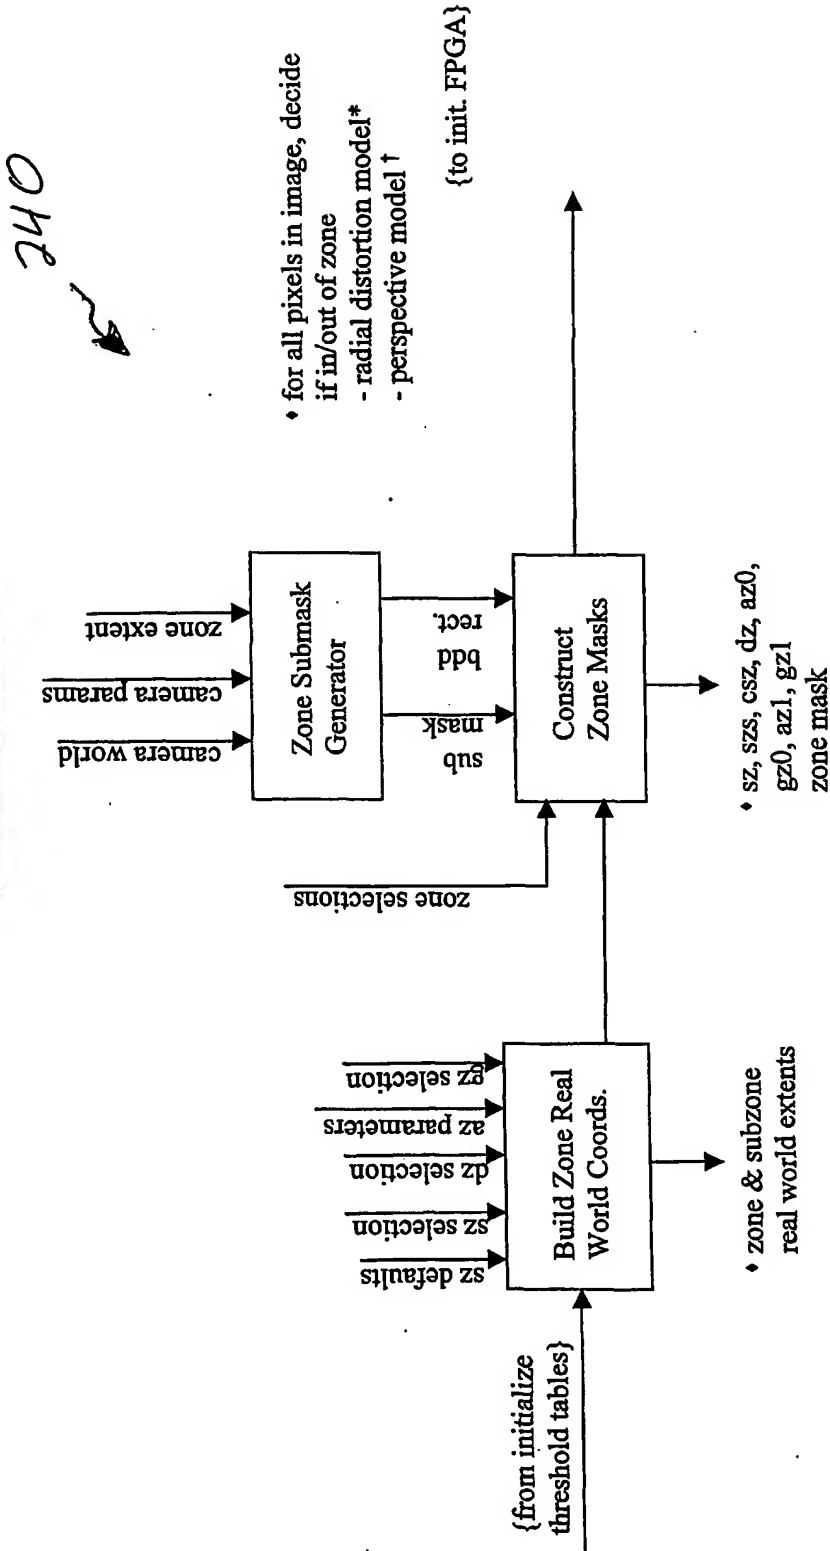 240
{from initialize
threshold tables}
sz defaults
sz selection
dz selection
az parameters
gz selection
Build Zone Real
World Coords.
♦ zone & subzone
real world extents
zone selections
camera world
camera params
zone extent
Zone Submask
Generator
sub
mask
bdd
rect.
Construct
Zone Masks
♦ sz, szs, csz, dz, az0,
gz0, az1, gz1
zone mask
♦ for all pixels in image, decide
if in/out of zone
- radial distortion model*
- perspective model †
{to init. FPGA}